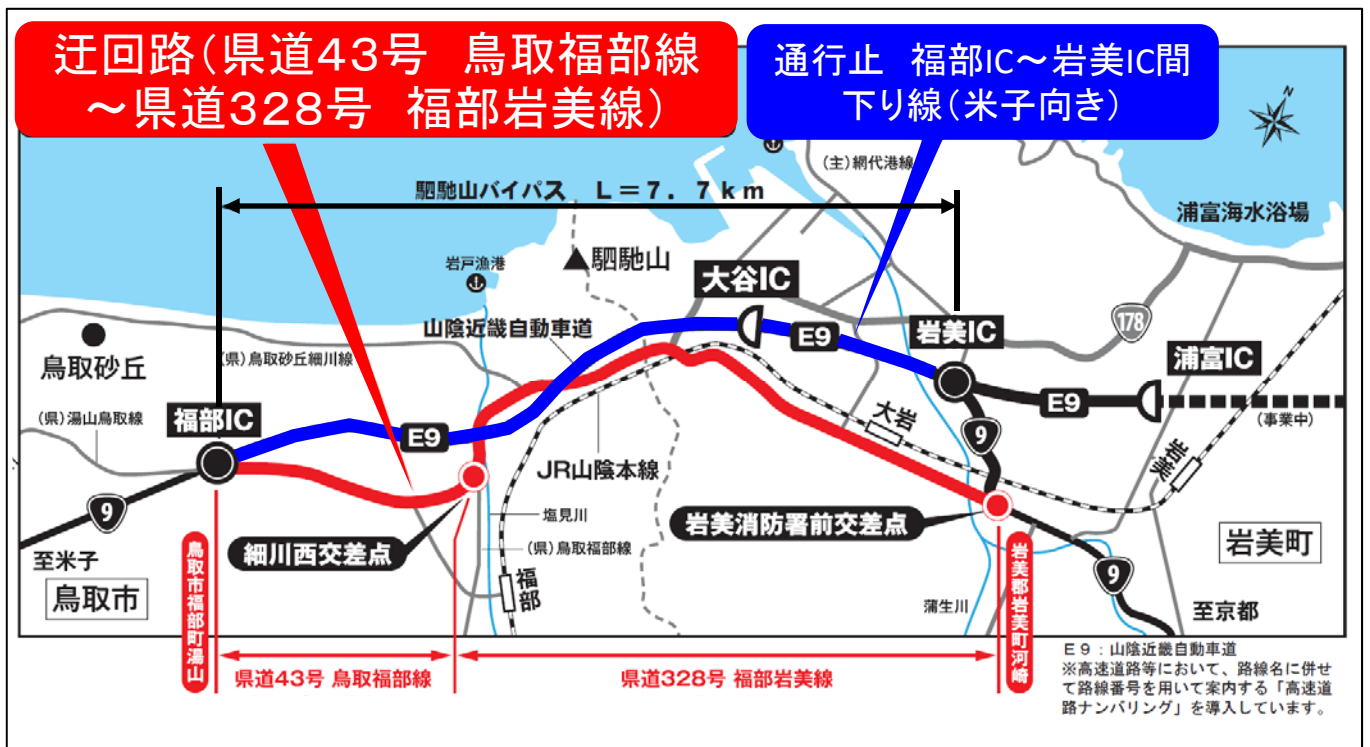 迂回路(県道43号　鳥取福部線
～県道328号　福部岩美線)
通行止　福部IC～岩美IC間
下り線(米子向き)
N
(主)網代港線
駟馳山バイパス　L＝7．7km
浦富海水浴場
岩戸漁港
駟馳山
大谷IC
山陰近畿自動車道
岩美IC
178
鳥取砂丘
(県)鳥取砂丘細川線
E9
浦富IC
(県)湯山鳥取線
福部IC
E9
大岩
E9
(事業中)
E9
9
岩美
JR山陰本線
9
塩見川
岩美消防署前交差点
細川西交差点
(県)鳥取福部線
岩美町
至米子
鳥取市
福部
9
蒲生川
至京都
鳥取市福部町湯山
岩美郡岩美町河崎
県道43号 鳥取福部線
県道328号 福部岩美線
E9：山陰近畿自動車道
※高速道路等において、路線名に併せ
て路線番号を用いて案内する「高速道
路ナンバリング」を導入しています。